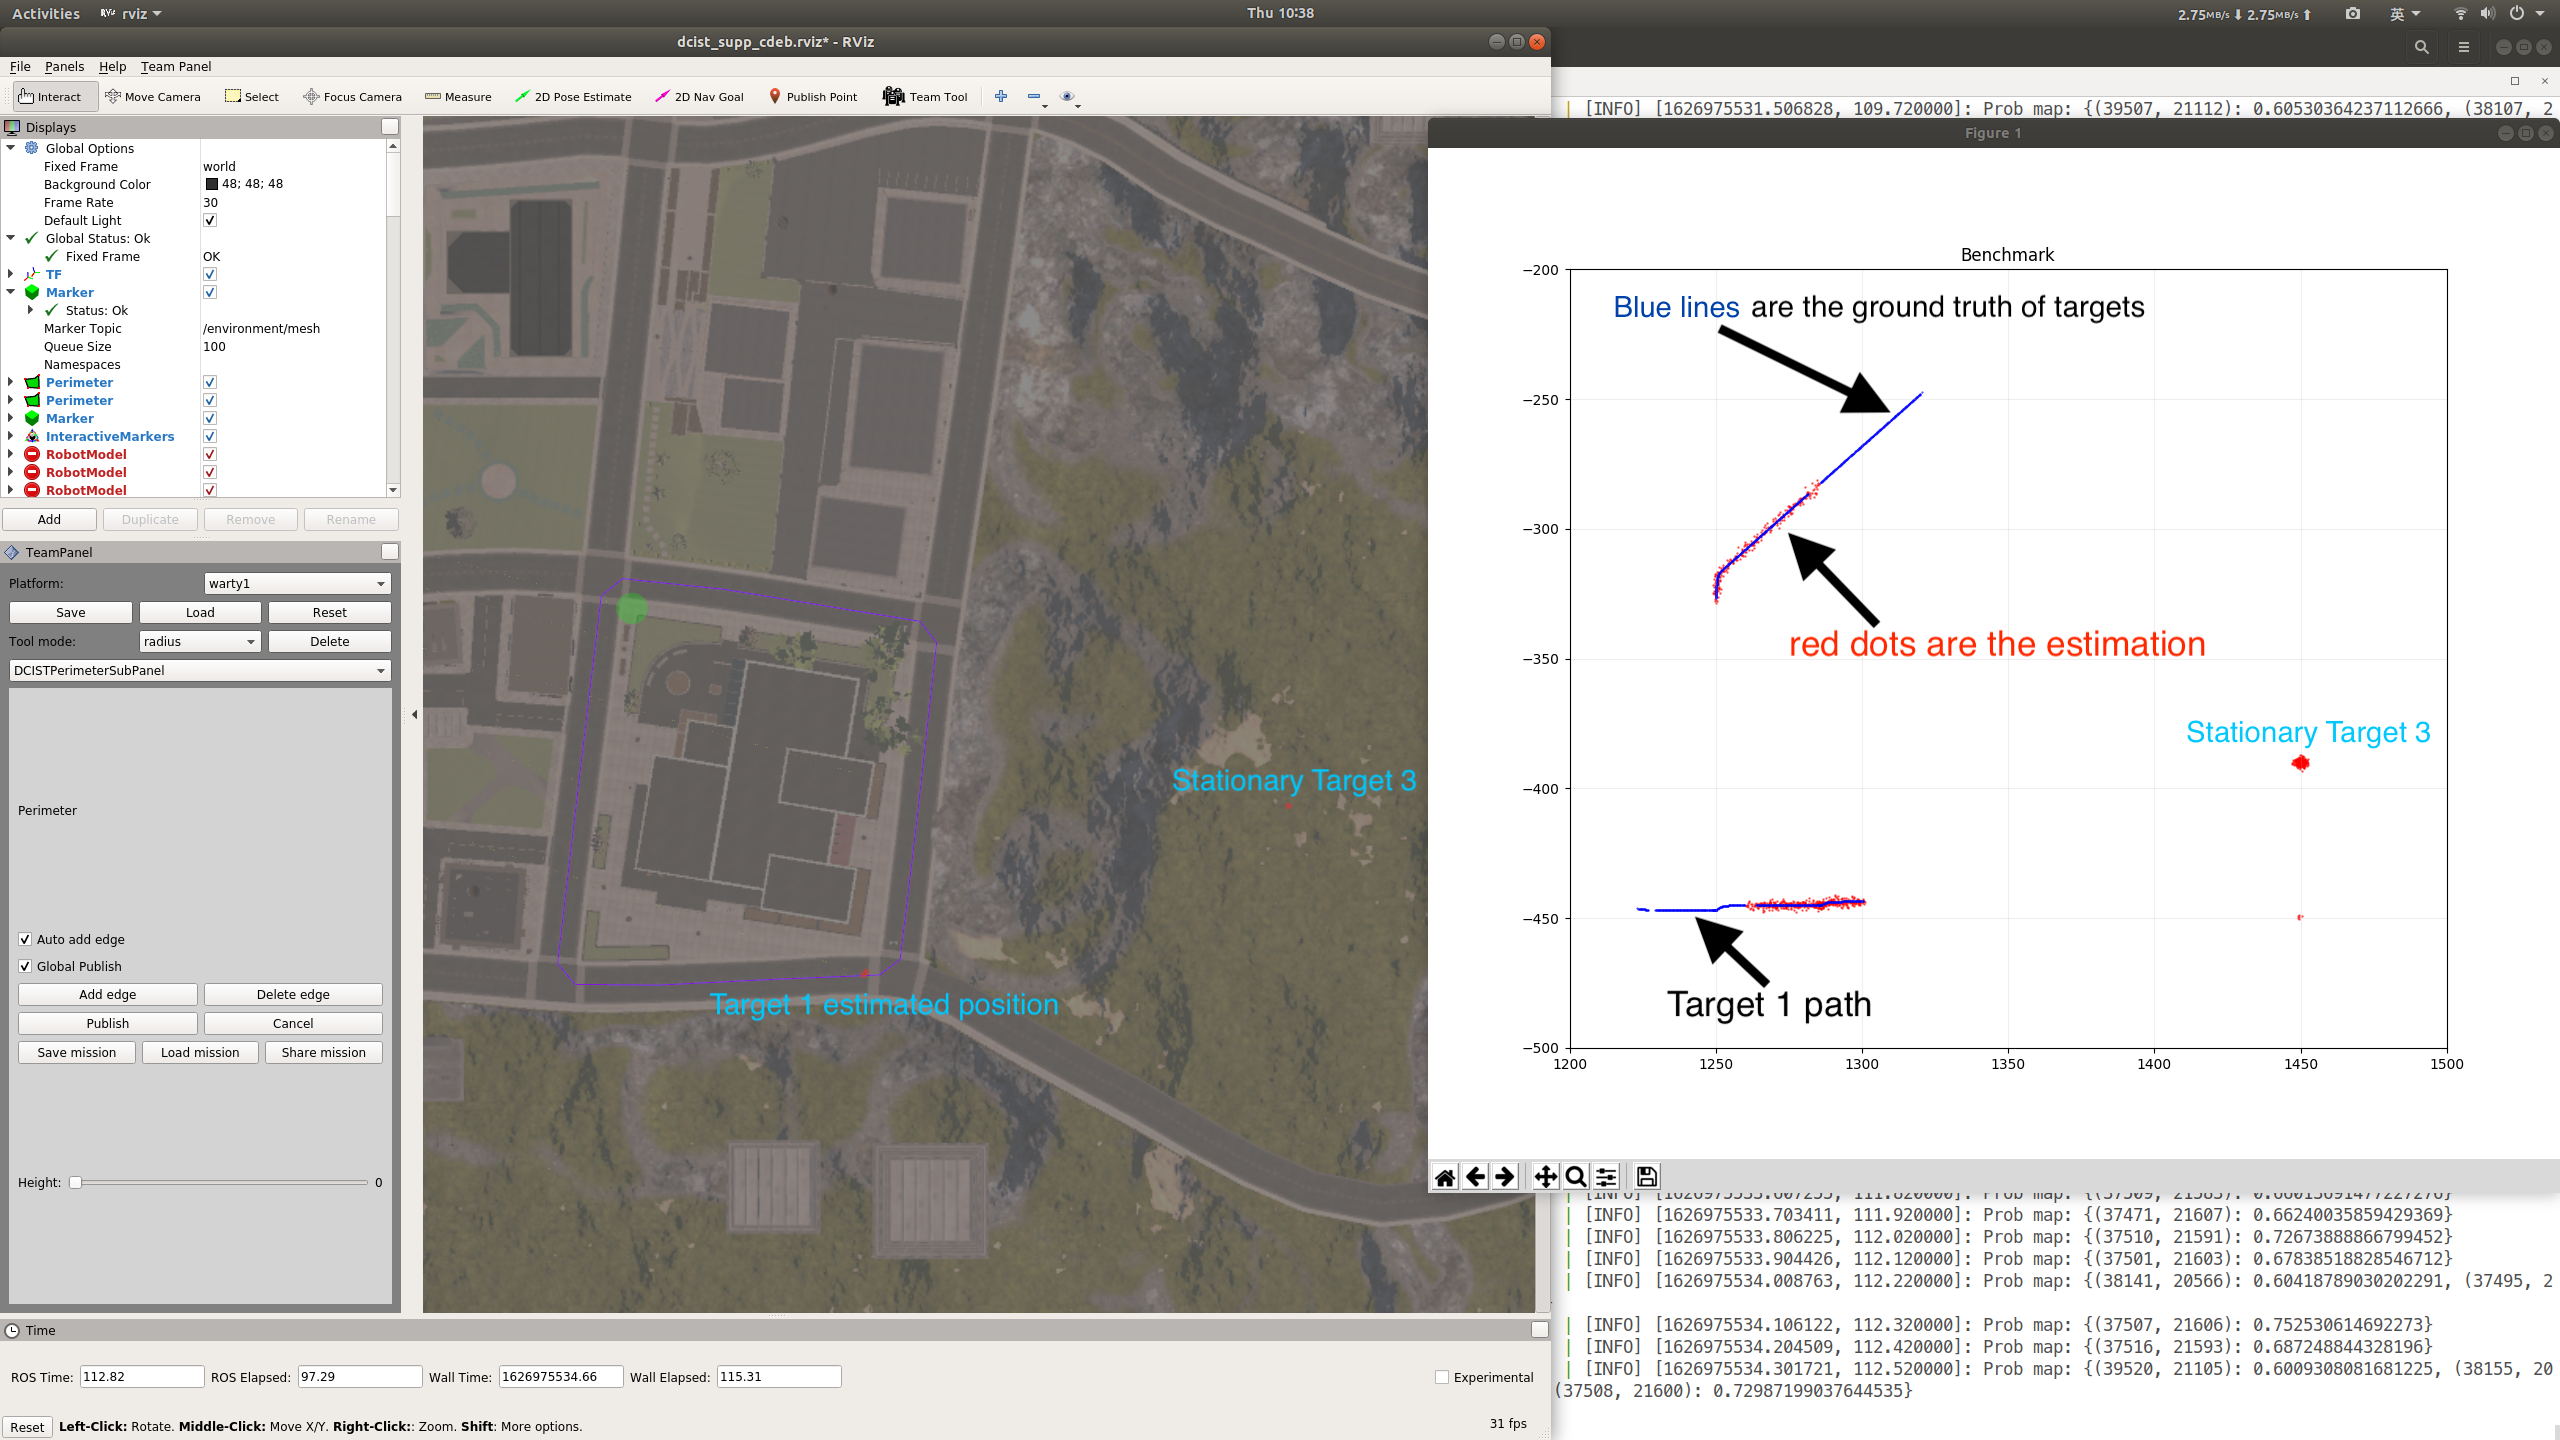 Activities rviz Thu 10:38 2.75MB/s 2.75MB/s 英
dcist_supp_cdeb.rviz* - RViz
File Panels Help Team Panel
Interact Move Camera Select Focus Camera Measure 2D Pose Estimate 2D Nav Goal Publish Point Team Tool
Displays
Global Options
Fixed Frame world
Background Color 48; 48; 48
Frame Rate 30
Default Light
Global Status: Ok
Fixed Frame OK
TF
Marker
Status: Ok
Marker Topic /environment/mesh
Queue Size 100
Namespaces
Perimeter
Perimeter
Marker
InteractiveMarkers
RobotModel
RobotModel
RobotModel
Add Duplicate Remove Rename
TeamPanel
Platform: warty1
Save Load Reset
Tool mode: radius Delete
DCISTPerimeterSubPanel
Perimeter
Auto add edge
Global Publish
Add edge Delete edge
Publish Cancel
Save mission Load mission Share mission
Height: 0
Stationary Target 3
Target 1 estimated position
[INFO] [1626975531.506828, 109.720000]: Prob map: {(39507, 21112): 0.60530364237112666, (38107, 2
Figure 1
Benchmark
Blue lines are the ground truth of targets
red dots are the estimation
Stationary Target 3
Target 1 path
−200
−250
−300
−350
−400
−450
−500
1200 1250 1300 1350 1400 1450 1500
| [INFO] [1626975533.703411, 111.920000]: Prob map: {(37471, 21607): 0.66240035859429369}
| [INFO] [1626975533.806225, 112.020000]: Prob map: {(37510, 21591): 0.72673888866799452}
| [INFO] [1626975533.904426, 112.120000]: Prob map: {(37501, 21603): 0.67838518828546712}
| [INFO] [1626975534.008763, 112.220000]: Prob map: {(38141, 20566): 0.60418789030202291, (37495, 2
| [INFO] [1626975534.106122, 112.320000]: Prob map: {(37507, 21606): 0.752530614692273}
| [INFO] [1626975534.204509, 112.420000]: Prob map: {(37516, 21593): 0.687248844328196}
| [INFO] [1626975534.301721, 112.520000]: Prob map: {(39520, 21105): 0.6009308081681225, (38155, 20
(37508, 21600): 0.72987199037644535}
Time
ROS Time: 112.82 ROS Elapsed: 97.29 Wall Time: 1626975534.66 Wall Elapsed: 115.31 Experimental
Reset Left-Click: Rotate. Middle-Click: Move X/Y. Right-Click:: Zoom. Shift: More options. 31 fps